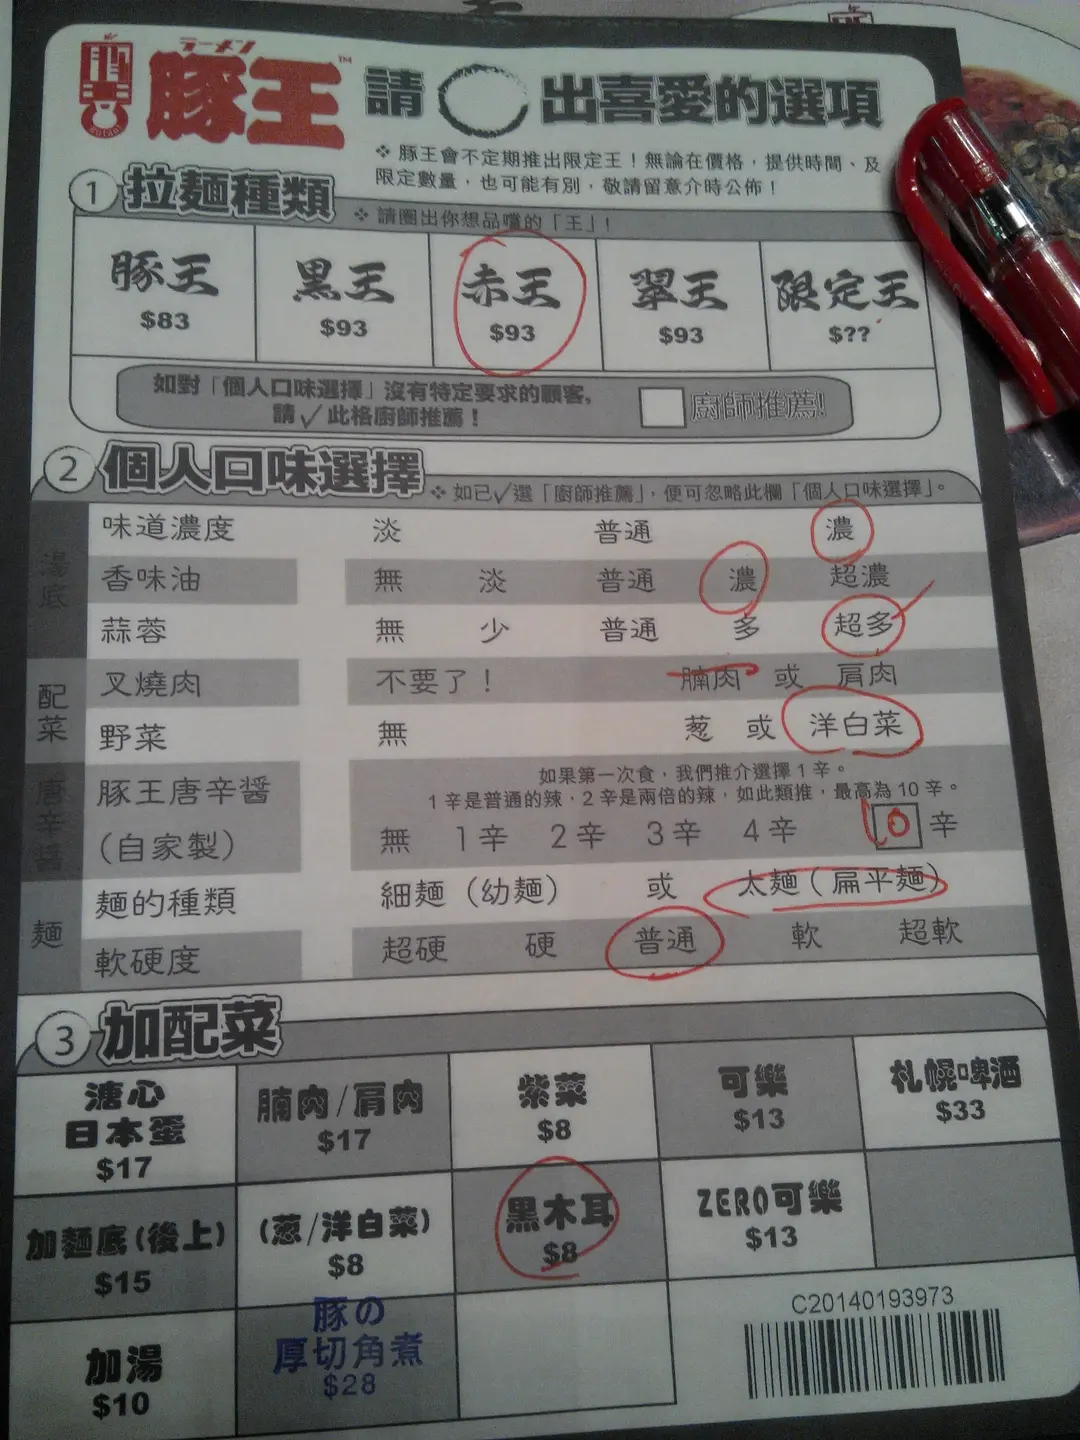 ラーメン
豚王™ 請 出喜愛的選項
❖ 豚王會不定期推出限定王！無論在價格，提供時間、及
限定數量，也可能有別，敬請留意介時公佈！
1 拉麵種類 ❖ 請圈出你想品嚐的「王」！
豚王 黒王 赤王 翠王 限定王
$83 $93 $93 $93 $??
如對「個人口味選擇」沒有特定要求的顧客，
請✓此格廚師推薦！ 廚師推薦!
2 個人口味選擇 ❖ 如已✓選「廚師推薦」，便可忽略此欄「個人口味選擇」。
湯底
味道濃度 淡 普通 濃
香味油 無 淡 普通 濃 超濃
蒜蓉 無 少 普通 多 超多
配菜
叉燒肉 不要了！ 腩肉 或 肩肉
野菜 無 葱 或 洋白菜
唐辛醬
豚王唐辛醬 如果第一次食，我們推介選擇1辛。
1辛是普通的辣，2辛是兩倍的辣，如此類推，最高為10辛。
（自家製） 無 1辛 2辛 3辛 4辛 10 辛
麵
麵的種類 細麵（幼麵） 或 太麵（扁平麵）
軟硬度 超硬 硬 普通 軟 超軟
3 加配菜
溏心
日本蛋
$17
腩肉/肩肉
$17
紫菜
$8
可樂
$13
札幌啤酒
$33
加麵底(後上)
$15
(葱/洋白菜)
$8
黒木耳
$8
ZERO可樂
$13
加湯
$10
豚の
厚切角煮
$28
C20140193973